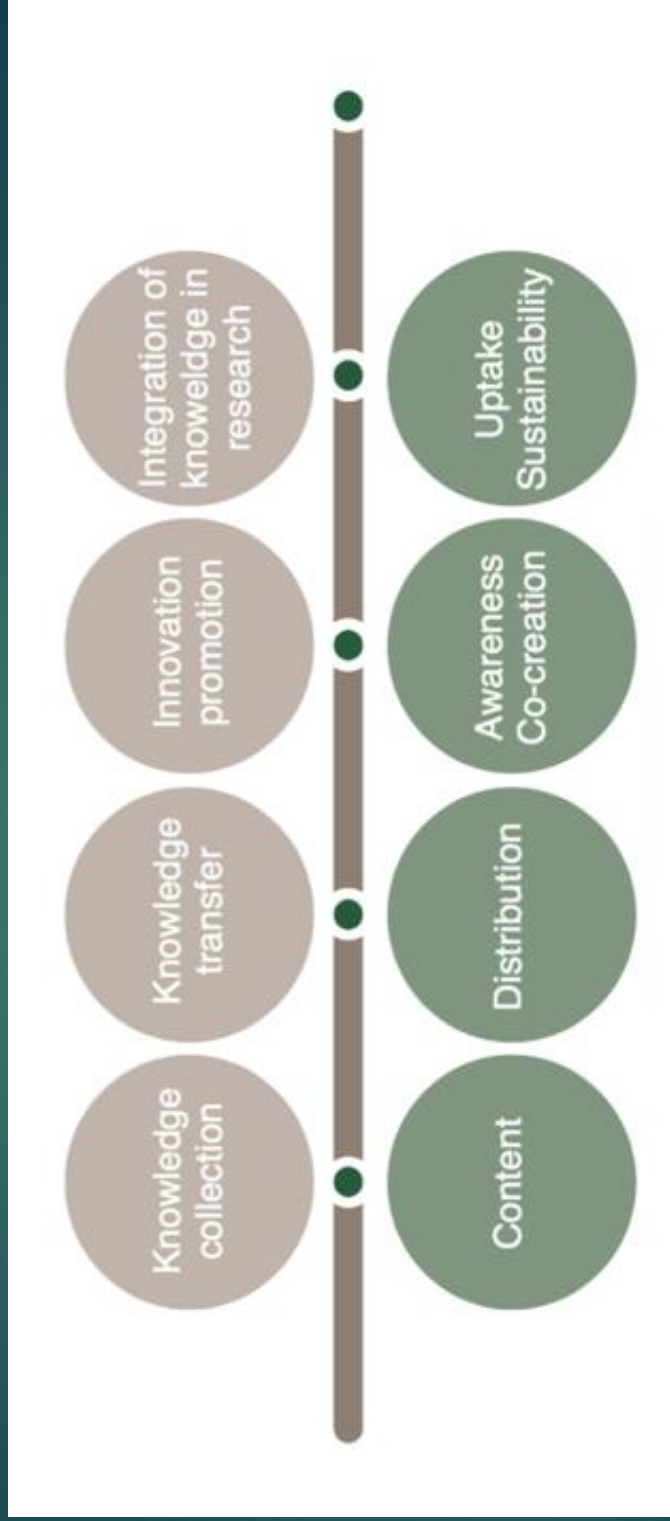 Knowledge
collection
Knowledge
transfer
Innovation
promotion
Integration of
knoweldge in
research
Content
Distribution
Awareness
Co-creation
Uptake
Sustainability